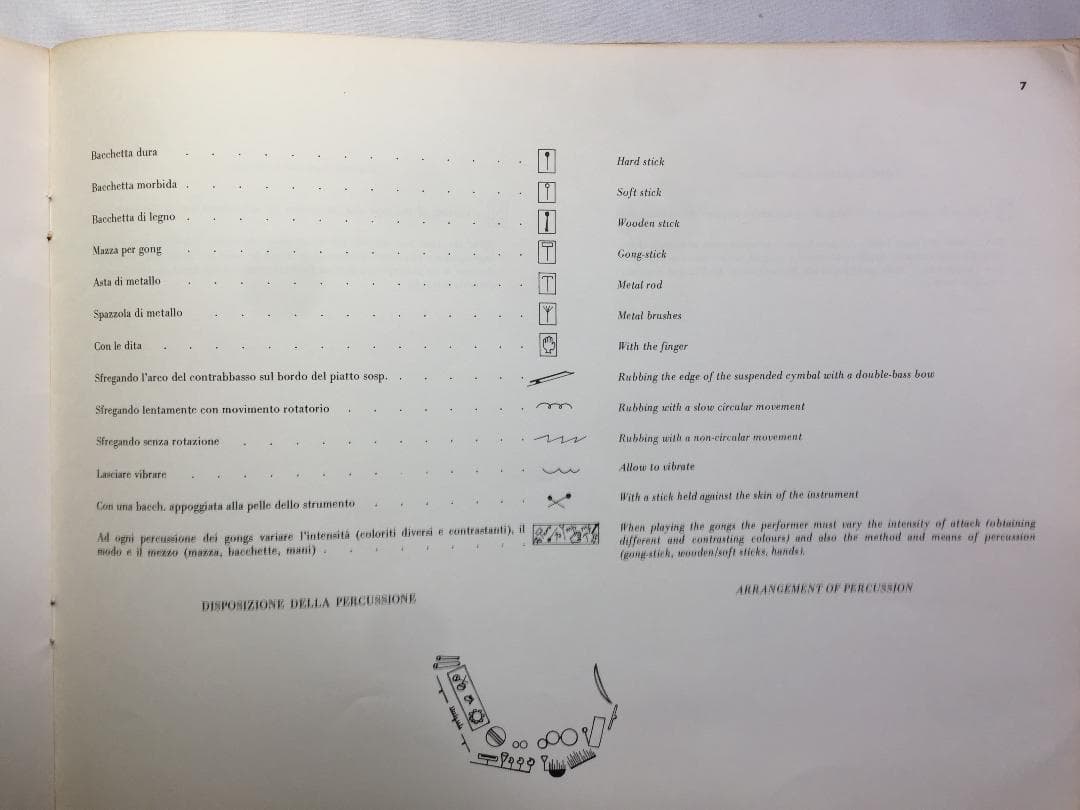 7
Bacchetta dura . . . . . . . . . . . . . . Hard stick
Bacchetta morbida . . . . . . . . . . . . . . Soft stick
Bacchetta di legno . . . . . . . . . . . . . . Wooden stick
Mazza per gong . . . . . . . . . . . . . . Gong-stick
Asta di metallo . . . . . . . . . . . . . . Metal rod
Spazzola di metallo . . . . . . . . . . . . . Metal brushes
Con le dita . . . . . . . . . . . . . . . With the finger
Sfregando l'arco del contrabbasso sul bordo del piatto sosp. . . . . . . Rubbing the edge of the suspended cymbal with a double-bass bow
Sfregando lentamente con movimento rotatorio . . . . . . . . Rubbing with a slow circular movement
Sfregando senza rotazione . . . . . . . . . . . . Rubbing with a non-circular movement
Lasciare vibrare . . . . . . . . . . . . . . Allow to vibrate
Con una bacch. appoggiata alla pelle dello strumento . . . . . . . With a stick held against the skin of the instrument
Ad ogni percussione dei gongs variare l'intensità (coloriti diversi e contrastanti), il
modo e il mezzo (mazza, bacchette, mani) . . . . . . . . .
When playing the gongs the performer must vary the intensity of attack (obtaining
different and contrasting colours) and also the method and means of percussion
(gong-stick, wooden/soft sticks, hands).
DISPOSIZIONE DELLA PERCUSSIONE
ARRANGEMENT OF PERCUSSION